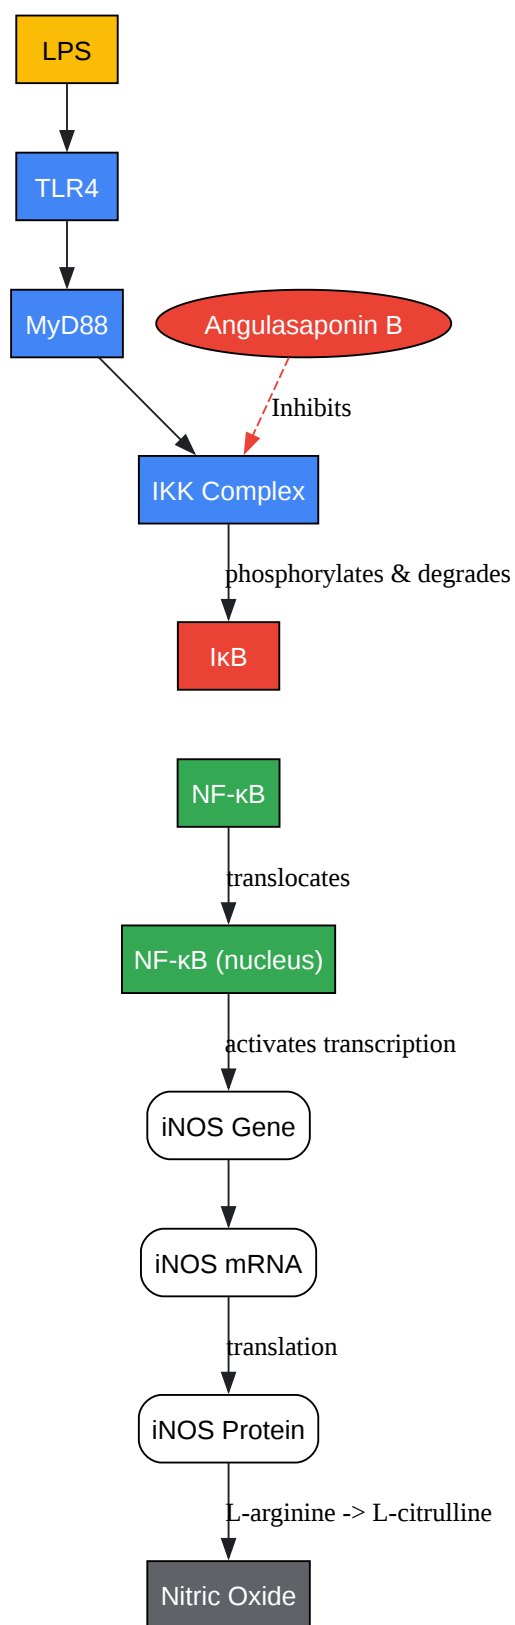 LPS
TLR4
MyD88
Angulasaponin B
Inhibits
IKK Complex
phosphorylates & degrades
IκB
NF-κB
translocates
NF-κB (nucleus)
activates transcription
iNOS Gene
iNOS mRNA
translation
iNOS Protein
L-arginine -> L-citrulline
Nitric Oxide